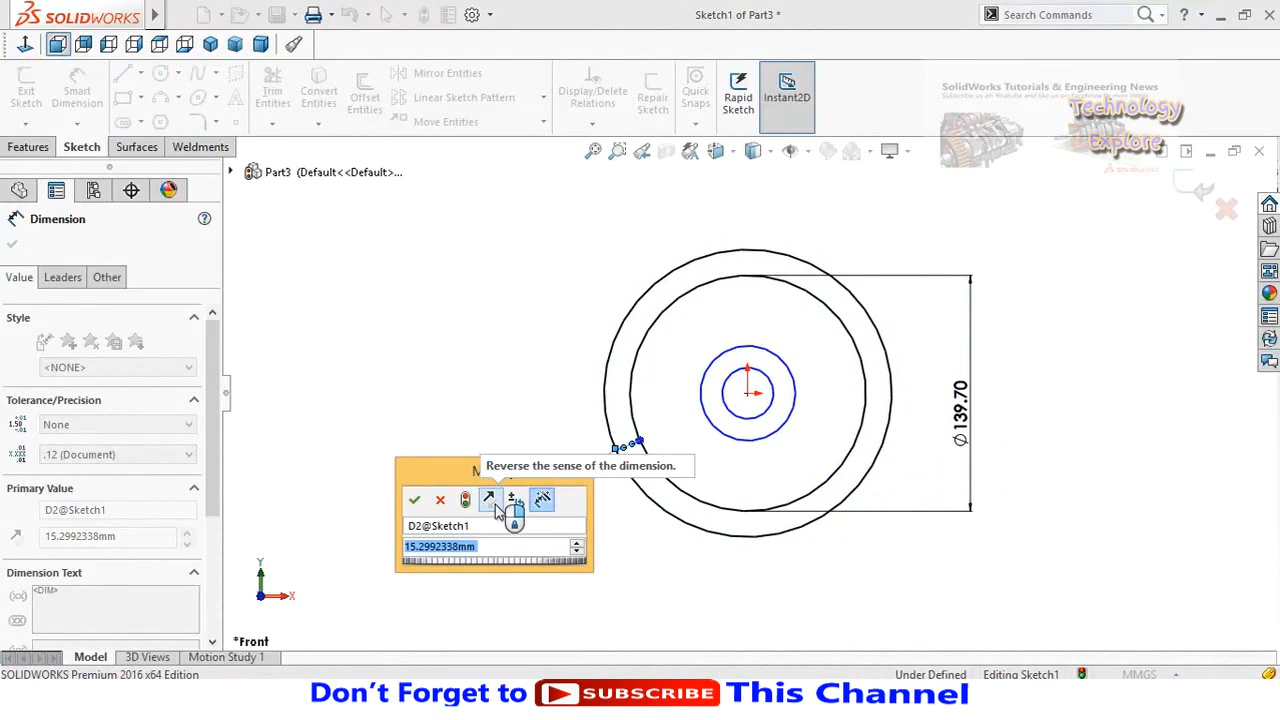 SOLIDWORKS
Sketch1 of Part3 *
Search Commands
?
Exit Sketch
Smart Dimension
Trim Entities
Convert Entities
Offset Entities
Mirror Entities
Linear Sketch Pattern
Move Entities
Display/Delete Relations
Repair Sketch
Quick Snaps
Rapid Sketch
Instant2D
SolidWorks Tutorials & Engineering News
Technology
Explore
Features
Sketch
Surfaces
Weldments
Part3 (Default<<Default>...
Dimension
Value
Leaders
Other
Style
<NONE>
Tolerance/Precision
None
.12 (Document)
Primary Value
D2@Sketch1
15.2992338mm
Dimension Text
<DIM>
Reverse the sense of the dimension.
D2@Sketch1
15.2992338mm
∅139.70
Y
X
*Front
Model
3D Views
Motion Study 1
SOLIDWORKS Premium 2016 x64 Edition
Under Defined
Editing Sketch1
MMGS
Don't Forget to SUBSCRIBE This Channel